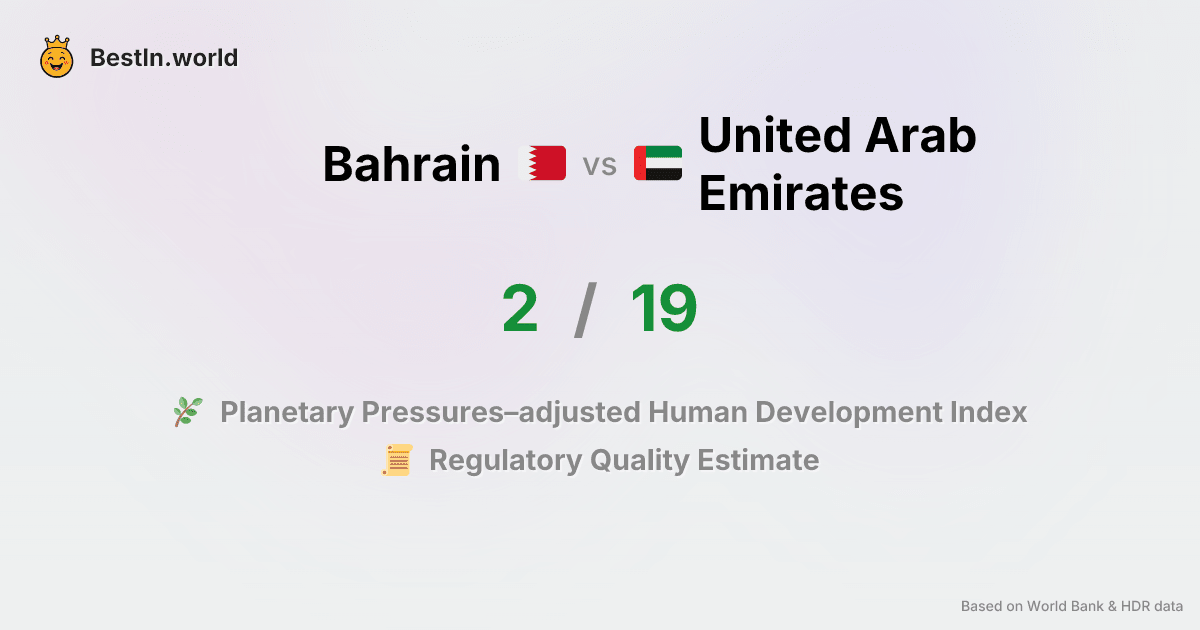 BestIn.world
Bahrain vs United Arab
Emirates
2 / 19
Planetary Pressures–adjusted Human Development Index
Regulatory Quality Estimate
Based on World Bank & HDR data